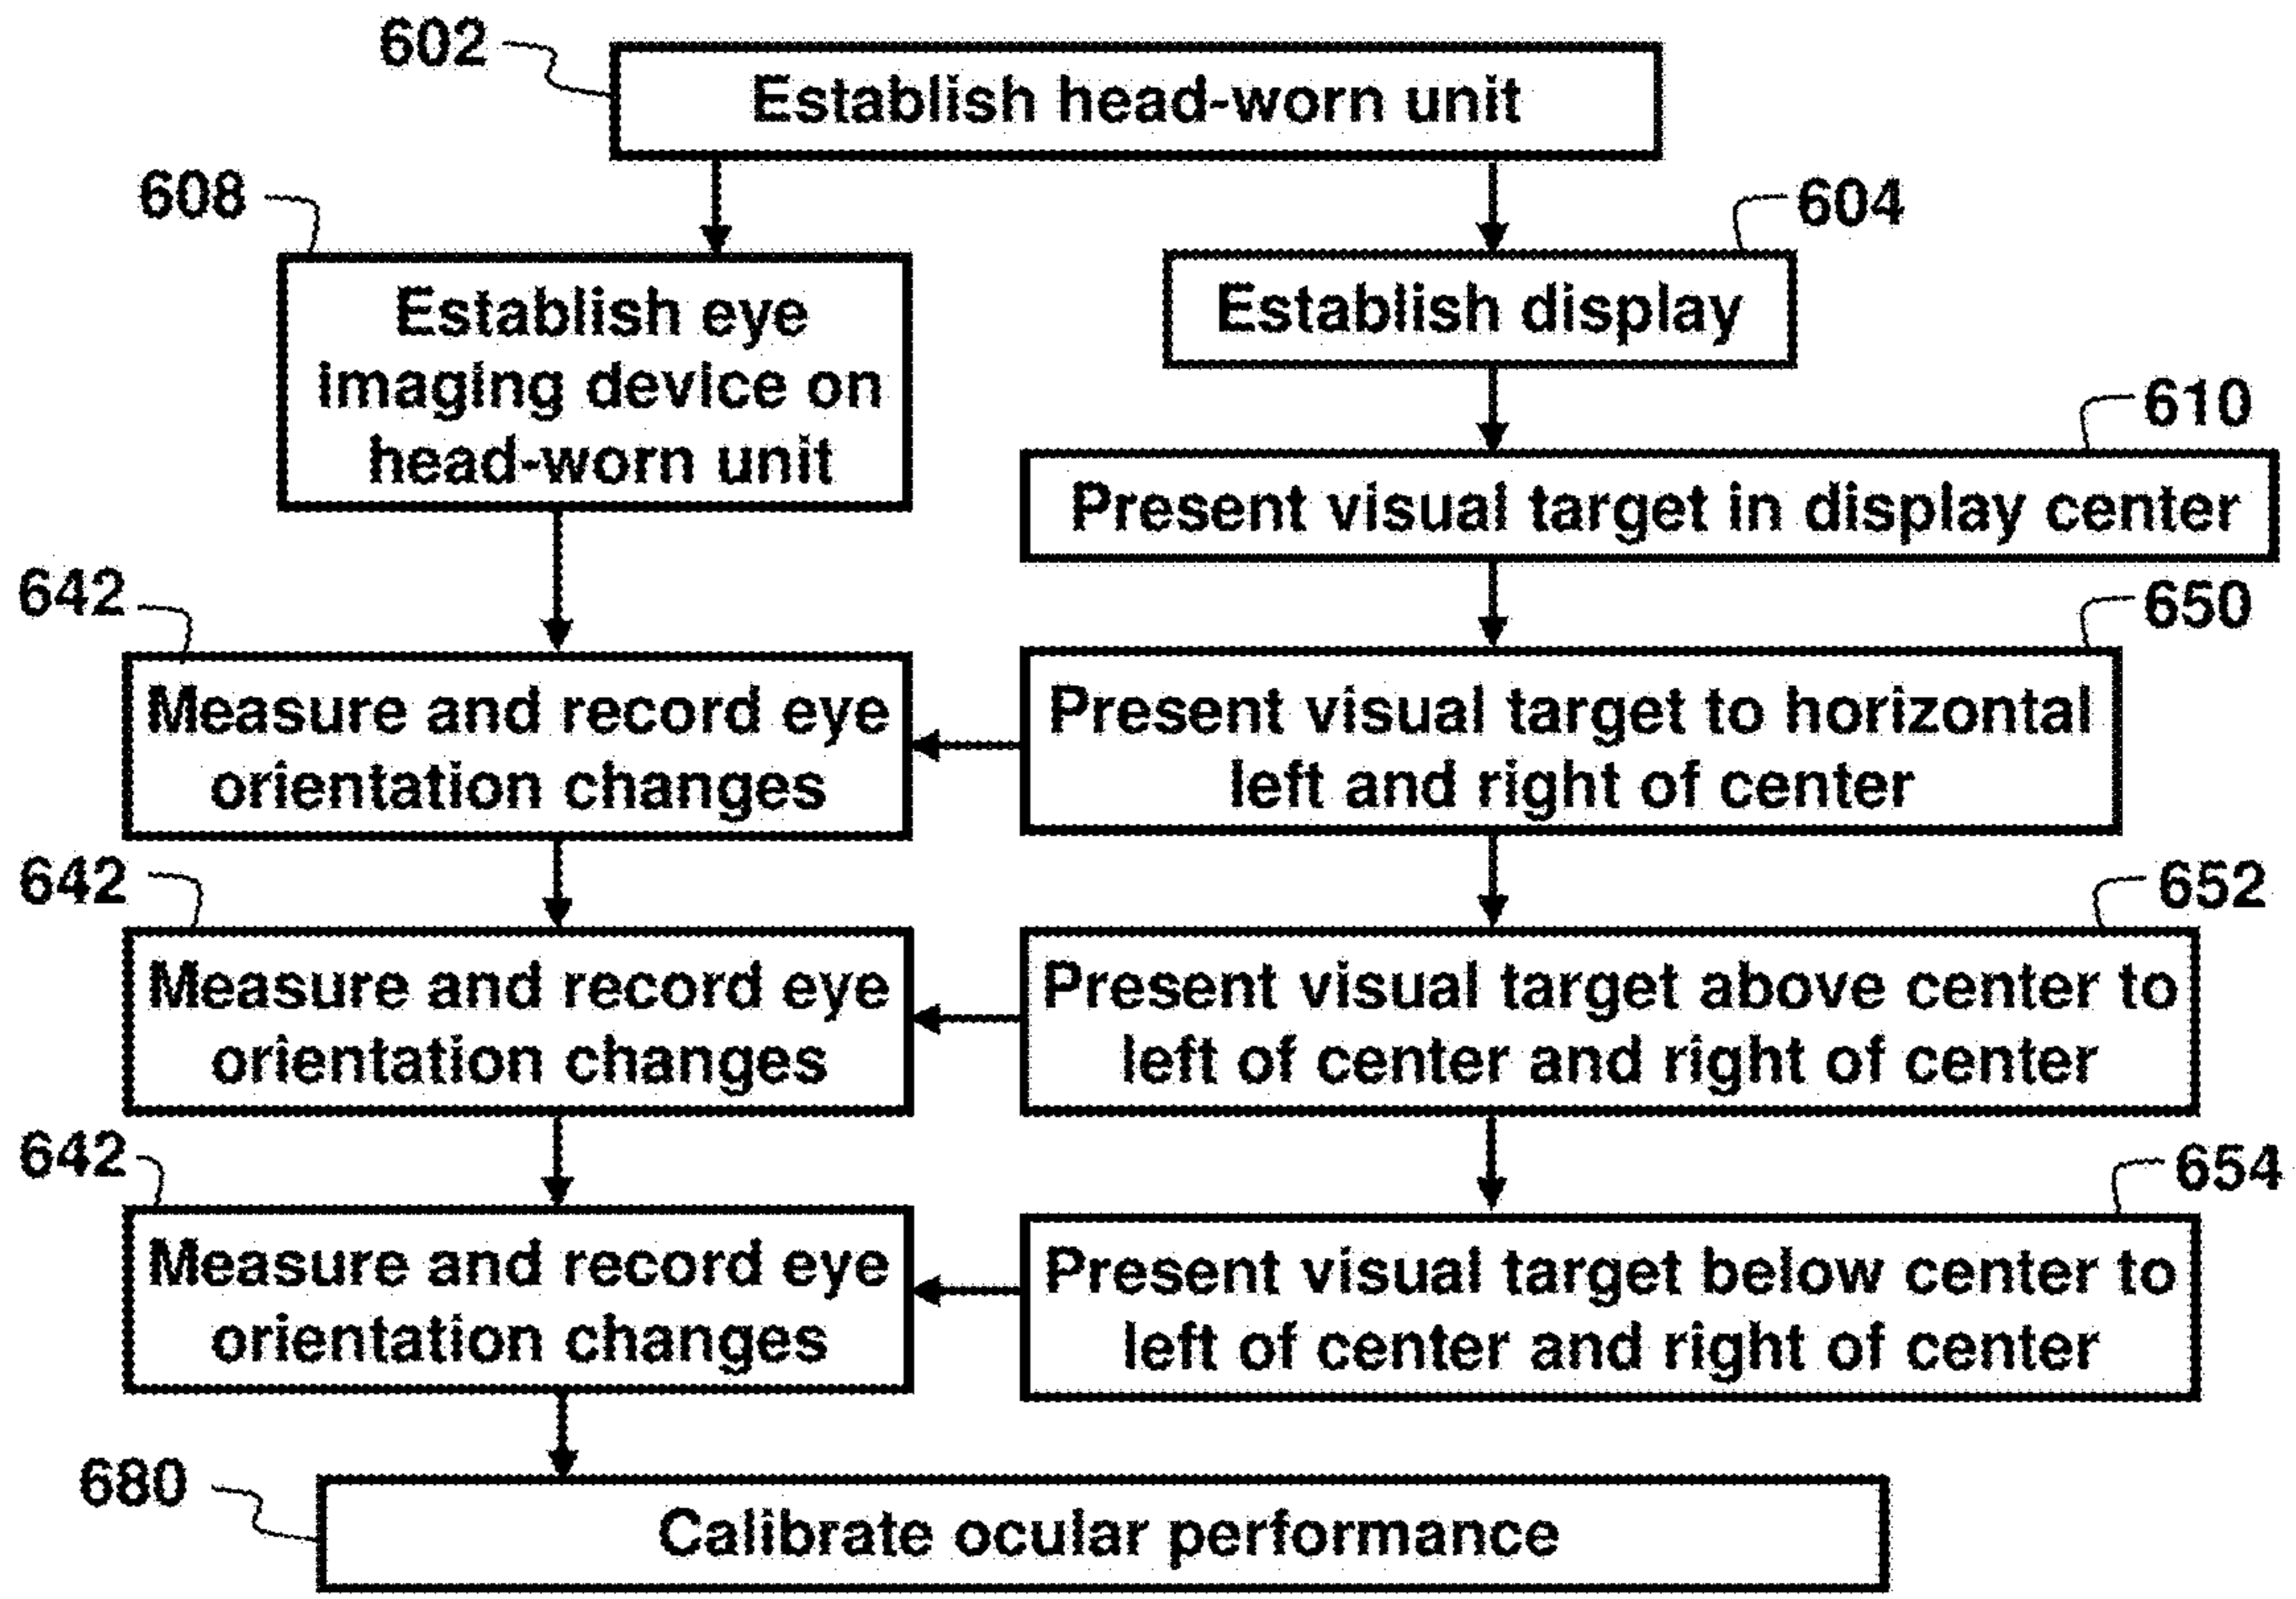 602
Establish head-worn unit
608
604
Establish eye
imaging device on
head-worn unit
Establish display
610
Present visual target in display center
642
650
Measure and record eye
orientation changes
Present visual target to horizontal
left and right of center
642
652
Measure and record eye
orientation changes
Present visual target above center to
left of center and right of center
642
654
Measure and record eye
orientation changes
Present visual target below center to
left of center and right of center
680
Calibrate ocular performance